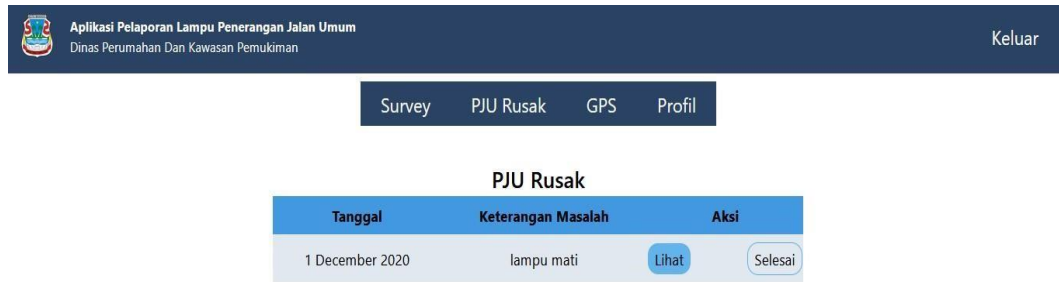 Aplikasi Pelaporan Lampu Penerangan Jalan Umum
Dinas Perumahan Dan Kawasan Pemukiman
Keluar
Survey PJU Rusak GPS Profil
PJU Rusak
Tanggal Keterangan Masalah Aksi
1 December 2020 lampu mati Lihat Selesai